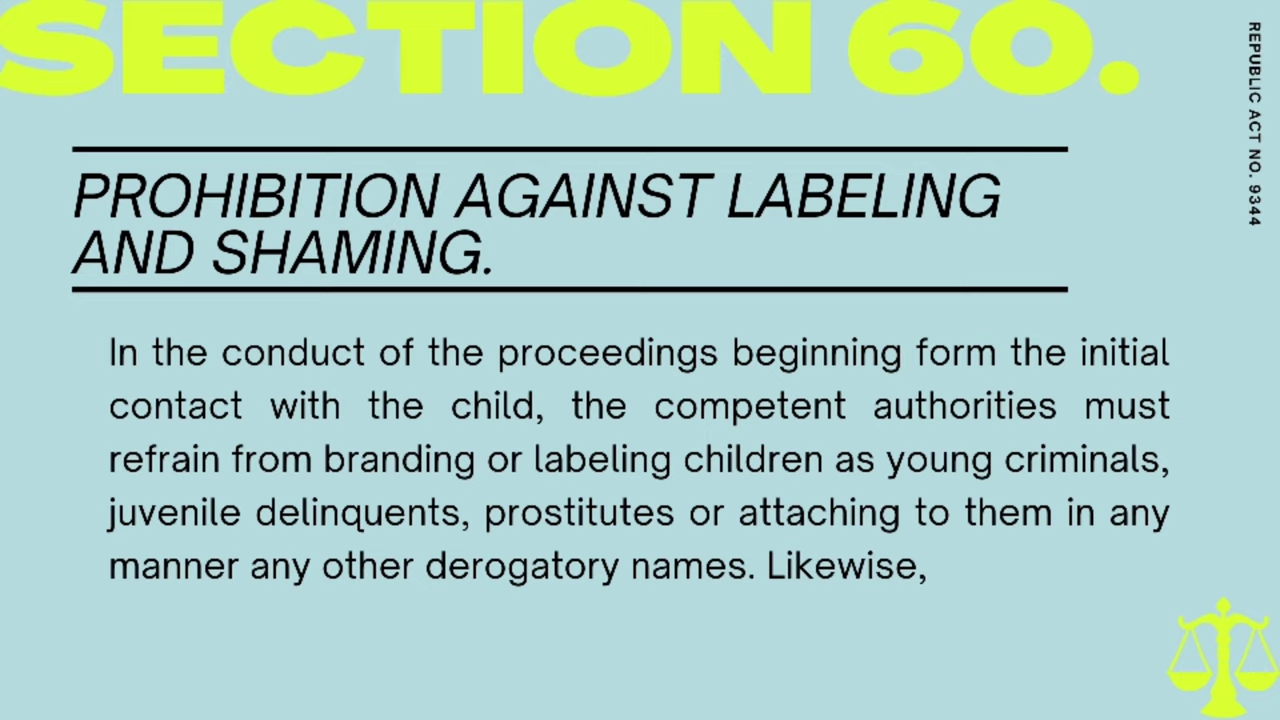 SECTION 60.
REPUBLIC ACT NO. 9344
PROHIBITION AGAINST LABELING
AND SHAMING.
In the conduct of the proceedings beginning form the initial
contact with the child, the competent authorities must
refrain from branding or labeling children as young criminals,
juvenile delinquents, prostitutes or attaching to them in any
manner any other derogatory names. Likewise,